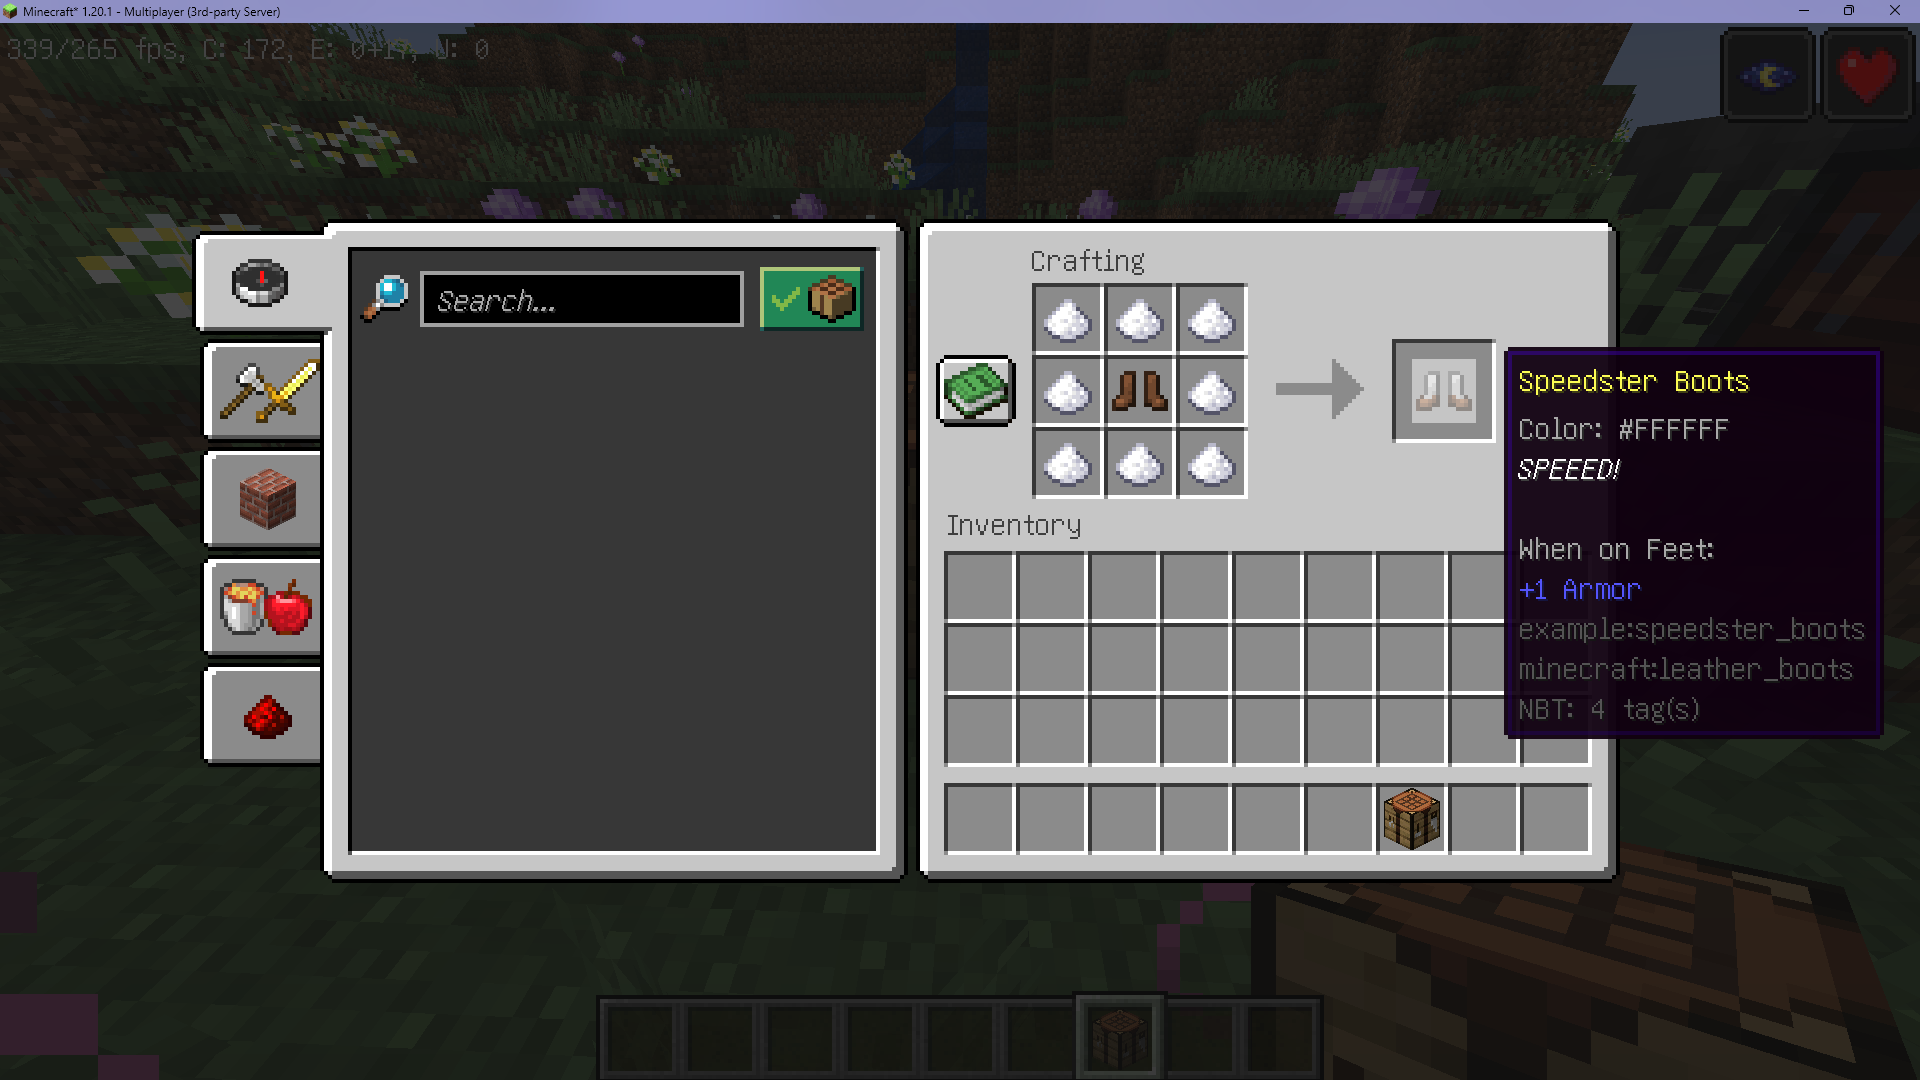 Minecraft* 1.20.1 - Multiplayer (3rd-party Server)
339/265 fps, C: 172, E: 0+17, U: 0
Search...
Crafting
Inventory
Speedster Boots
Color: #FFFFFF
SPEEED!
When on Feet:
+1 Armor
example:speedster_boots
minecraft:leather_boots
NBT: 4 tag(s)